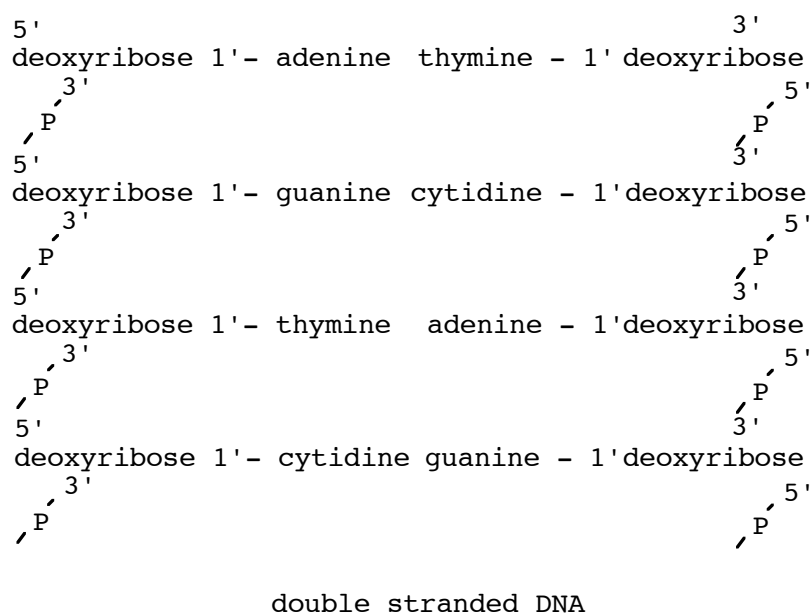 5' 3'
deoxyribose 1'- adenine thymine - 1' deoxyribose
3' 5'
P P
5' 3'
deoxyribose 1'- guanine cytidine - 1'deoxyribose
3' 5'
P P
5' 3'
deoxyribose 1'- thymine adenine - 1'deoxyribose
3' 5'
P P
5' 3'
deoxyribose 1'- cytidine guanine - 1'deoxyribose
3' 5'
P P
double stranded DNA